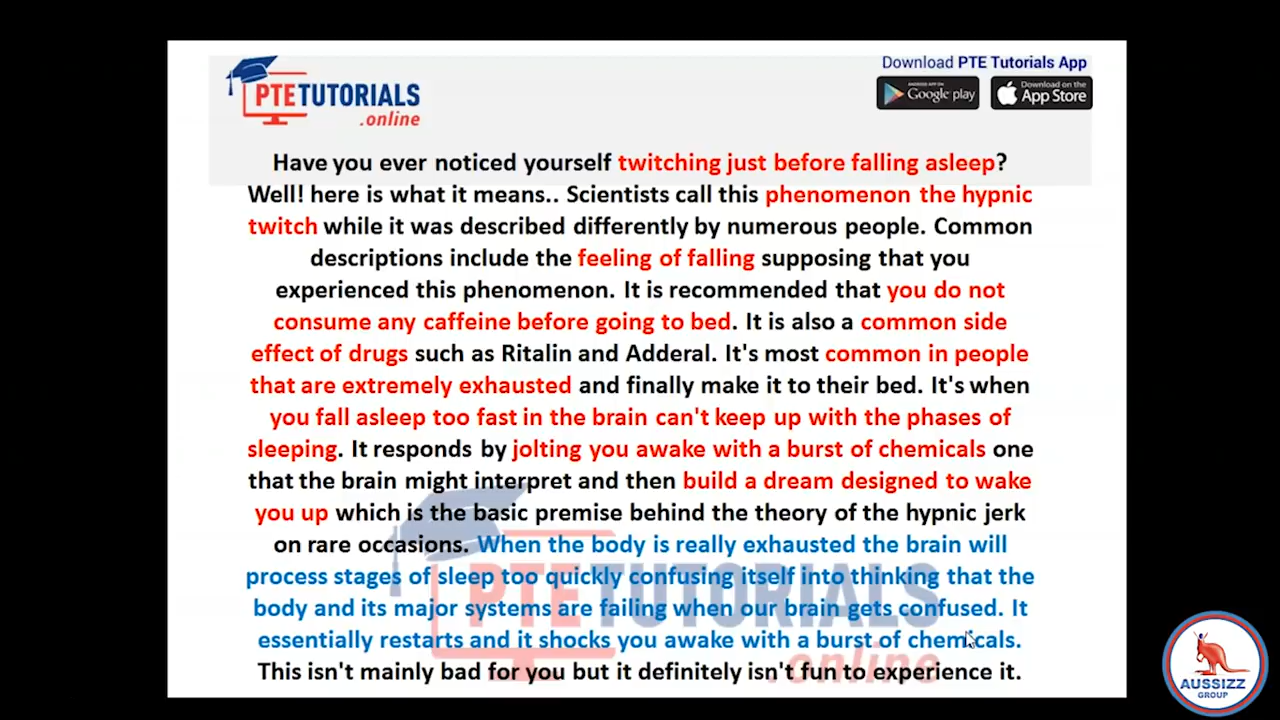 Download PTE Tutorials App
PTETUTORIALS
.online
ANDROID APP ON
Google play
Download on the
App Store
Have you ever noticed yourself twitching just before falling asleep?
Well! here is what it means.. Scientists call this phenomenon the hypnic
twitch while it was described differently by numerous people. Common
descriptions include the feeling of falling supposing that you
experienced this phenomenon. It is recommended that you do not
consume any caffeine before going to bed. It is also a common side
effect of drugs such as Ritalin and Adderal. It's most common in people
that are extremely exhausted and finally make it to their bed. It's when
you fall asleep too fast in the brain can't keep up with the phases of
sleeping. It responds by jolting you awake with a burst of chemicals one
that the brain might interpret and then build a dream designed to wake
you up which is the basic premise behind the theory of the hypnic jerk
on rare occasions. When the body is really exhausted the brain will
process stages of sleep too quickly confusing itself into thinking that the
body and its major systems are failing when our brain gets confused. It
essentially restarts and it shocks you awake with a burst of chemicals.
This isn't mainly bad for you but it definitely isn't fun to experience it.
PTETUTORIALS
.online
AUSSIZZ
GROUP